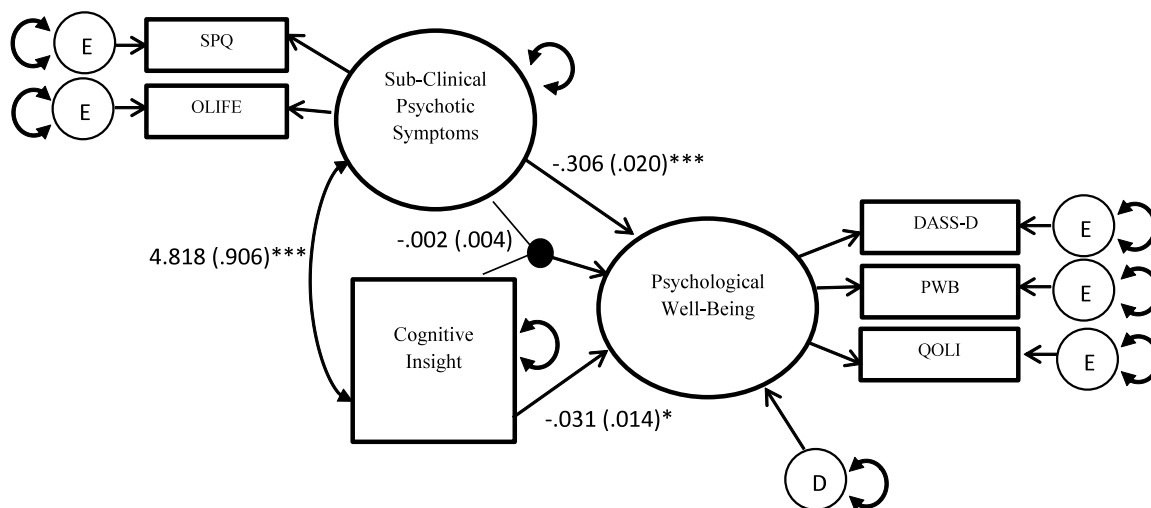 E
SPQ
E
OLIFE
Sub-Clinical
Psychotic
Symptoms
-.306 (.020)***
-.002 (.004)
4.818 (.906)***
Cognitive
Insight
-.031 (.014)*
Psychological
Well-Being
DASS-D
E
PWB
E
QOLI
E
D